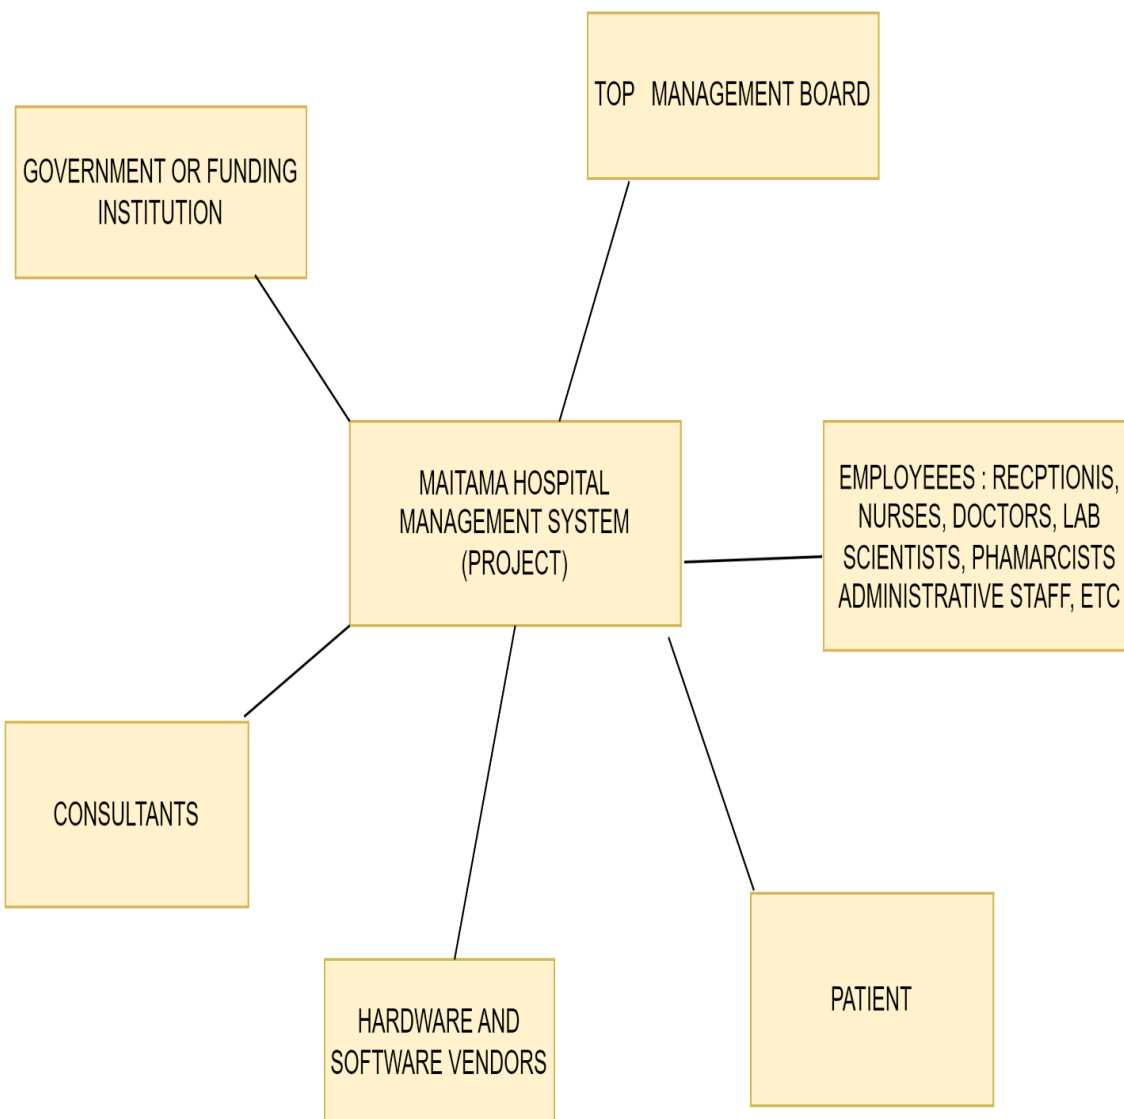 TOP MANAGEMENT BOARD
GOVERNMENT OR FUNDING
INSTITUTION
MAITAMA HOSPITAL
MANAGEMENT SYSTEM
(PROJECT)
EMPLOYEEES : RECPTIONIS,
NURSES, DOCTORS, LAB
SCIENTISTS, PHAMARCISTS
ADMINISTRATIVE STAFF, ETC
CONSULTANTS
HARDWARE AND
SOFTWARE VENDORS
PATIENT